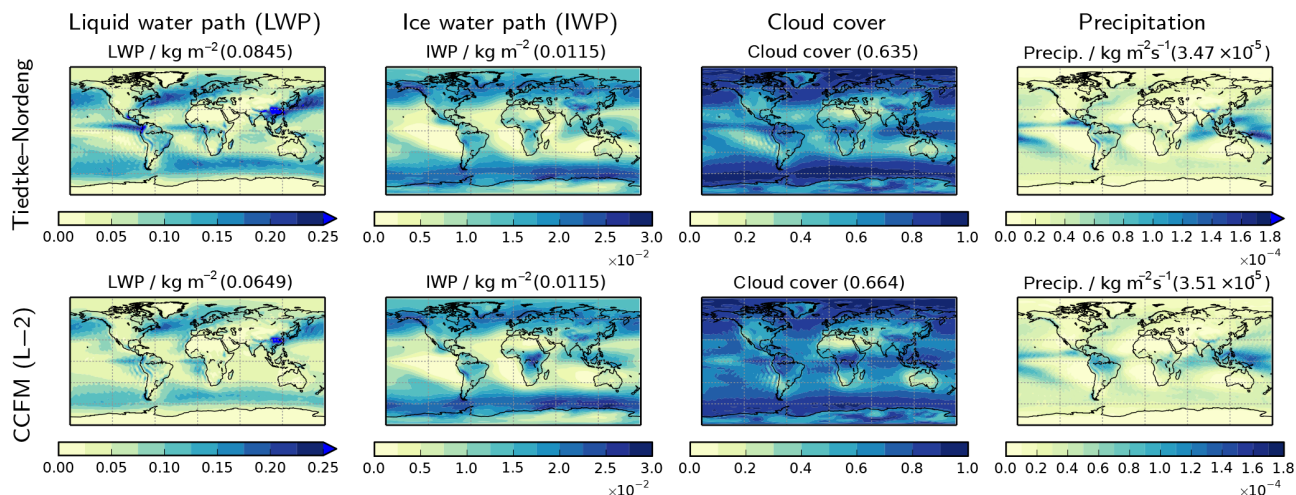 Liquid water path (LWP)
Ice water path (IWP)
Cloud cover
Precipitation
Tiedtke–Nordeng
LWP / kg m−2 (0.0845)
IWP / kg m−2 (0.0115)
Cloud cover (0.635)
Precip. / kg m−2s−1(3.47 ×10-5)
0.00 0.05 0.10 0.15 0.20 0.25
0.0 0.5 1.0 1.5 2.0 2.5 3.0
×10−2
0.0 0.2 0.4 0.6 0.8 1.0
0.0 0.2 0.4 0.6 0.8 1.0 1.2 1.4 1.6 1.8
×10−4
CCFM (L−2)
LWP / kg m−2 (0.0649)
IWP / kg m−2 (0.0115)
Cloud cover (0.664)
Precip. / kg m−2s−1(3.51 ×10-5)
0.00 0.05 0.10 0.15 0.20 0.25
0.0 0.5 1.0 1.5 2.0 2.5 3.0
×10−2
0.0 0.2 0.4 0.6 0.8 1.0
0.0 0.2 0.4 0.6 0.8 1.0 1.2 1.4 1.6 1.8
×10−4